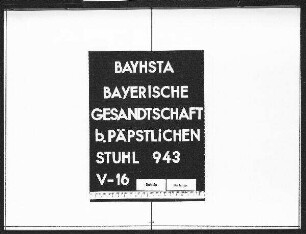 BAYHSTA
BAYERISCHE
GESANDTSCHAFT
b. PÄPSTLICHEN
STUHL 943
V-16